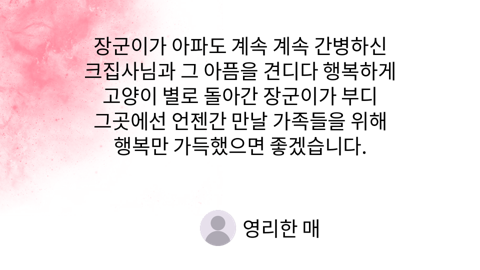 장군이가 아파도 계속 계속 간병하신
크집사님과 그 아픔을 견디다 행복하게
고양이 별로 돌아간 장군이가 부디
그곳에선 언젠간 만날 가족들을 위해
행복만 가득했으면 좋겠습니다.
영리한 매